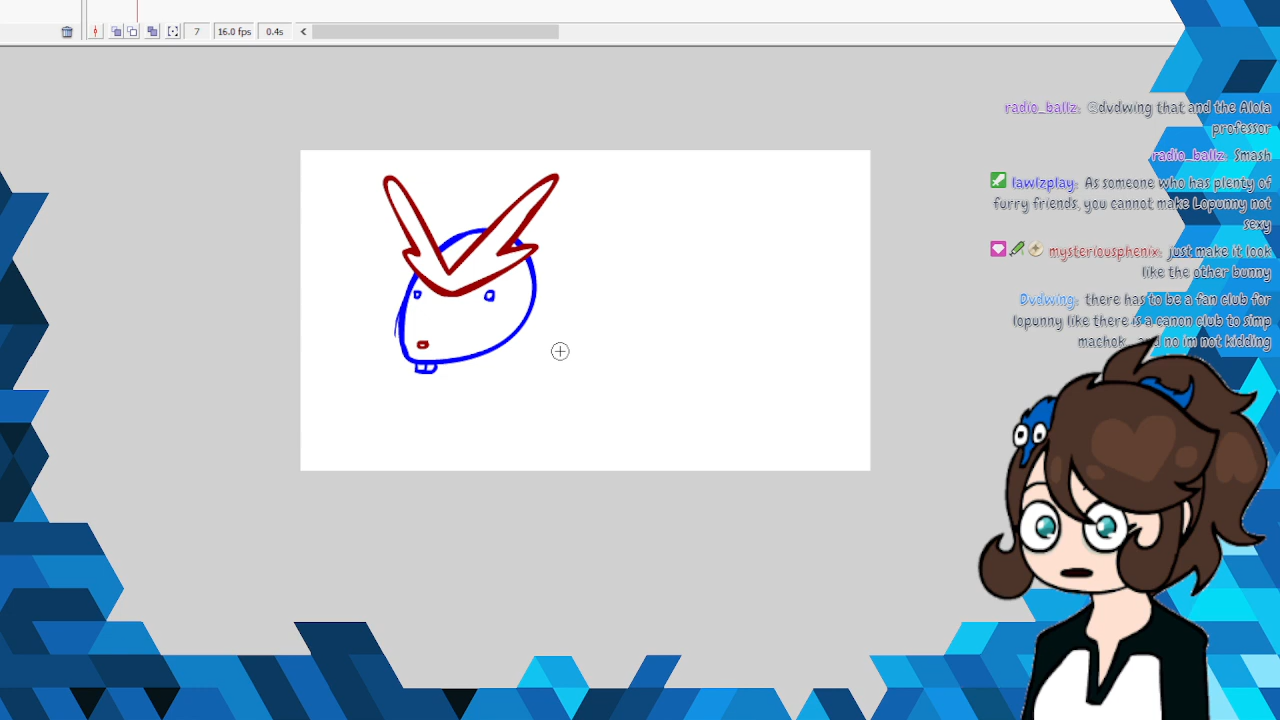 7 16.0 fps 0.4s
radio_ballz: @dvdwing that and the Alola
professor
radio_ballz: Smash
lawlzplay: As someone who has plenty of
furry friends, you cannot make Lopunny not
sexy
mysteriousphenix: just make it look
like the other bunny
Dvdwing: there has to be a fan club for
lopunny like there is a canon club to simp
machok, and no im not kidding